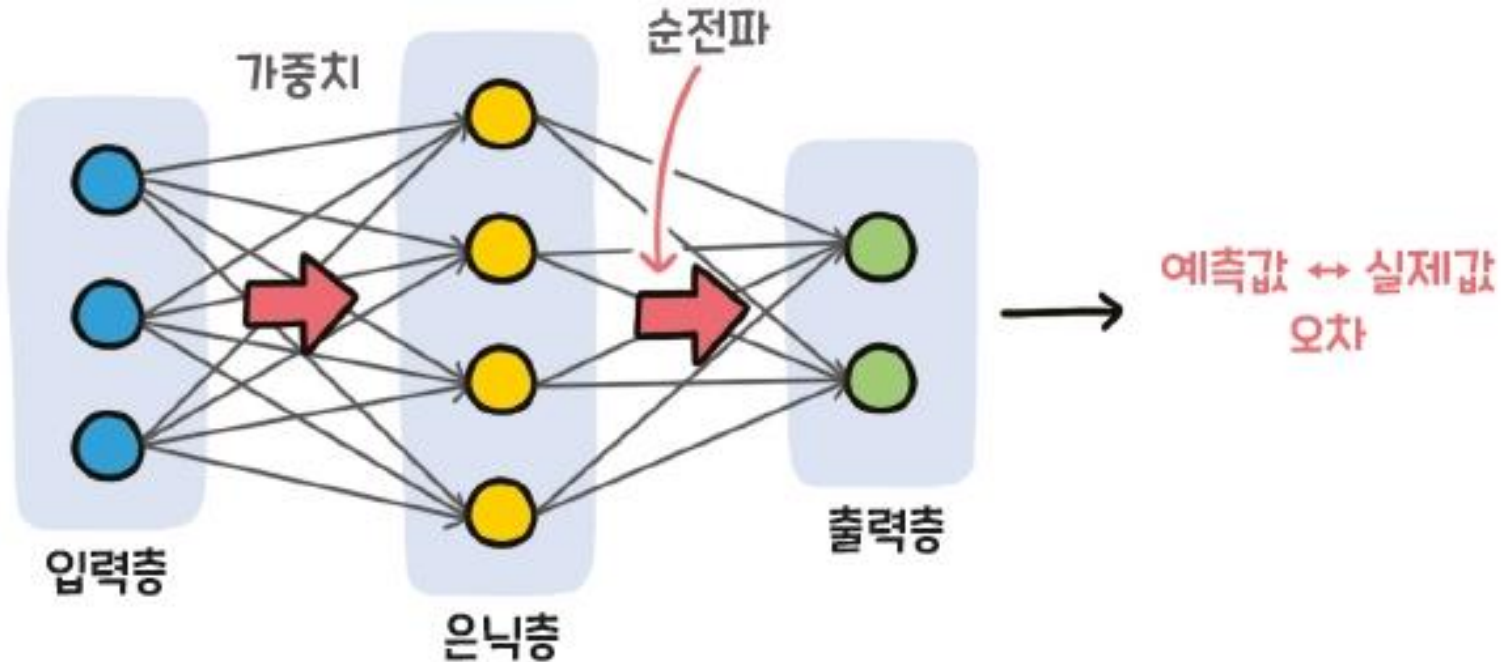 순전파
가중치
예측값 ↔ 실제값
오차
입력층
은닉층
출력층